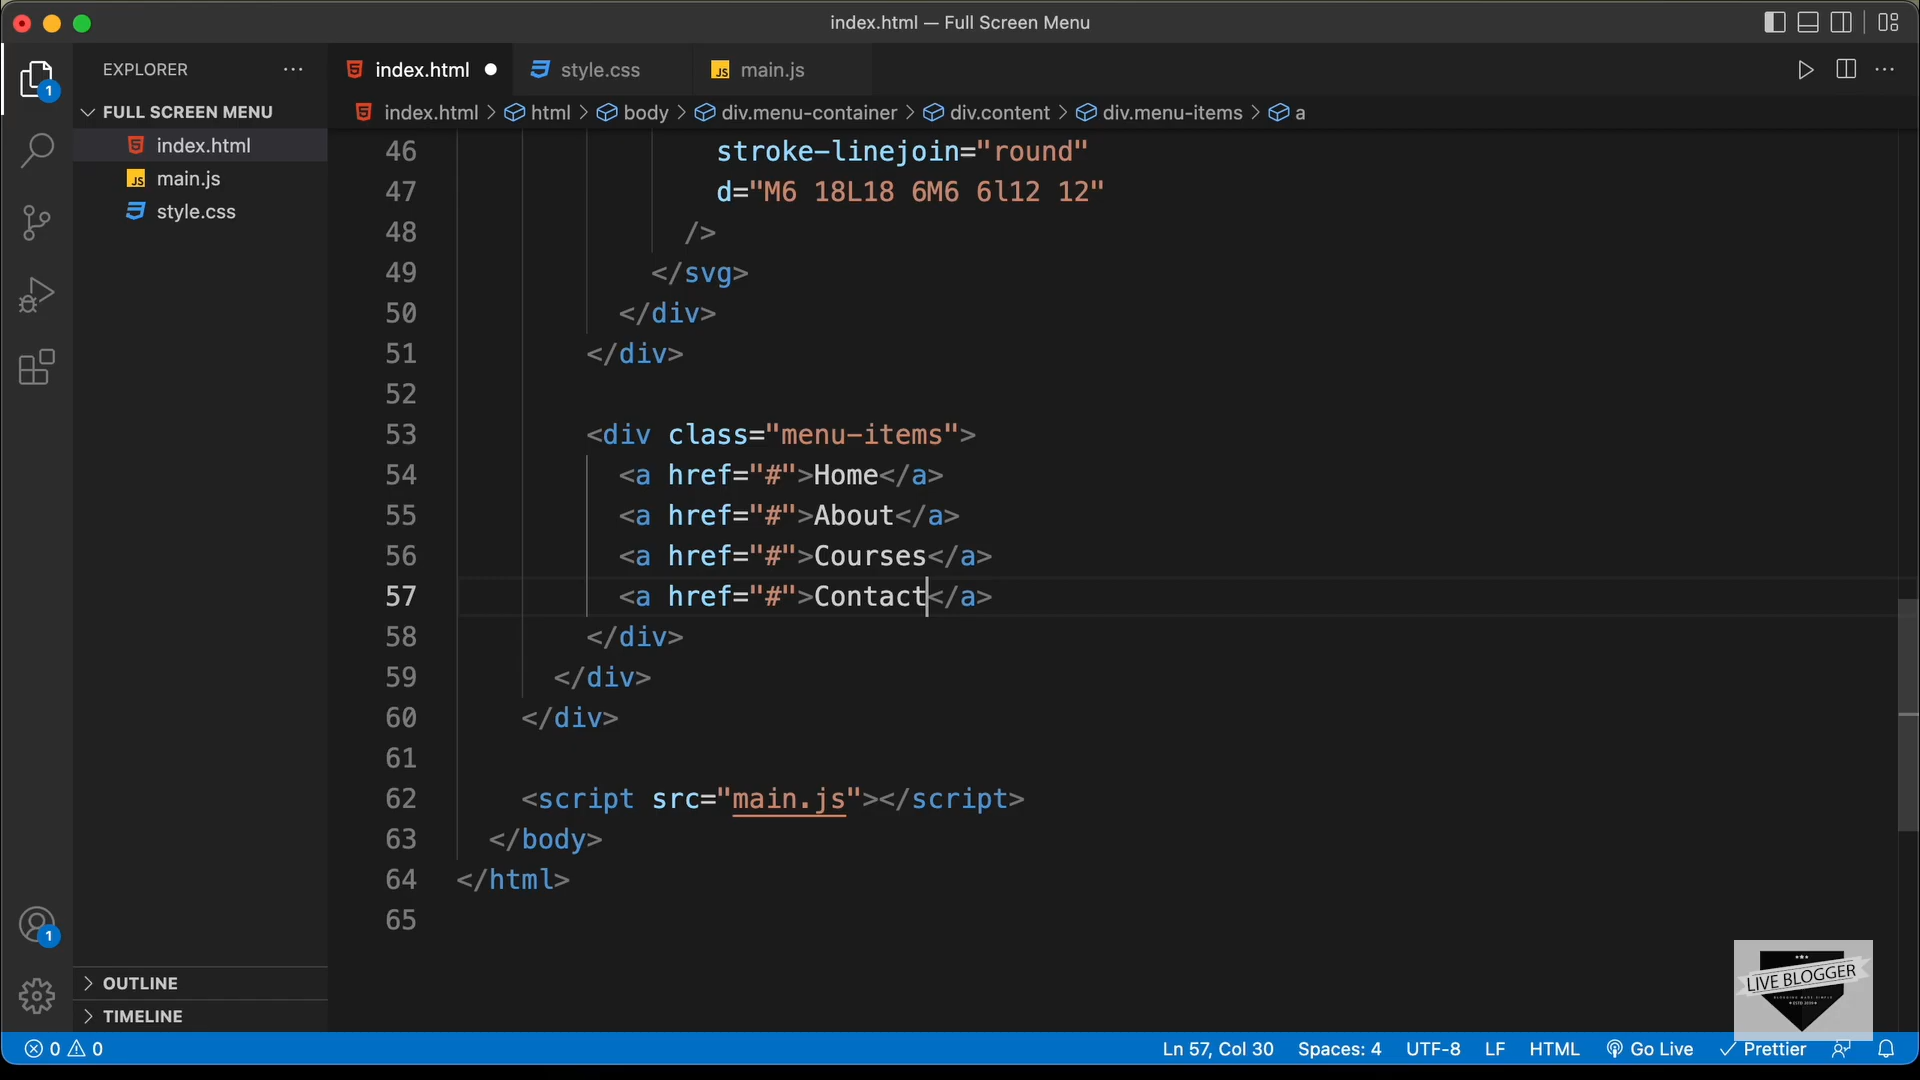 index.html — Full Screen Menu
EXPLORER
FULL SCREEN MENU
index.html
main.js
style.css
1
1
OUTLINE
TIMELINE
index.html
style.css
main.js
index.html > html > body > div.menu-container > div.content > div.menu-items > a
46 stroke-linejoin="round"
47 d="M6 18L18 6M6 6l12 12"
48 />
49 </svg>
50 </div>
51 </div>
52
53 <div class="menu-items">
54 <a href="#">Home</a>
55 <a href="#">About</a>
56 <a href="#">Courses</a>
57 <a href="#">Contact</a>
58 </div>
59 </div>
60 </div>
61
62 <script src="main.js"></script>
63 </body>
64 </html>
65
LIVE BLOGGER
0 0 Ln 57, Col 30 Spaces: 4 UTF-8 LF HTML Go Live Prettier